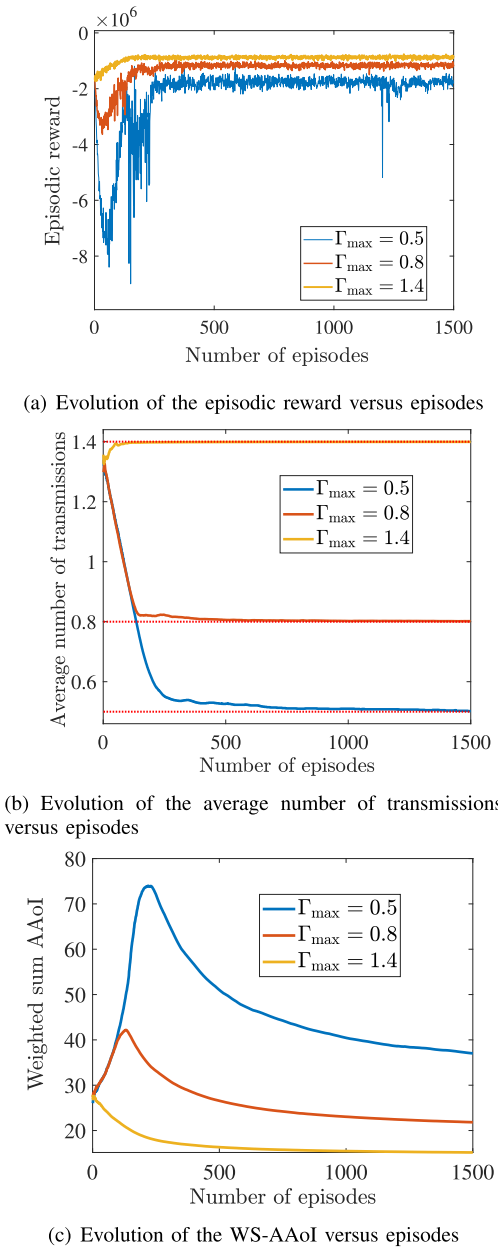 ×10⁶
0
-2
-4
-6
-8
Episodic reward
Γmax = 0.5
Γmax = 0.8
Γmax = 1.4
0 500 1000 1500
Number of episodes
(a) Evolution of the episodic reward versus episodes
1.4
1.2
1
0.8
0.6
Average number of transmissions
Γmax = 0.5
Γmax = 0.8
Γmax = 1.4
0 500 1000 1500
Number of episodes
(b) Evolution of the average number of transmissions
versus episodes
80
70
60
50
40
30
20
Weighted sum AAoI
Γmax = 0.5
Γmax = 0.8
Γmax = 1.4
0 500 1000 1500
Number of episodes
(c) Evolution of the WS-AAoI versus episodes